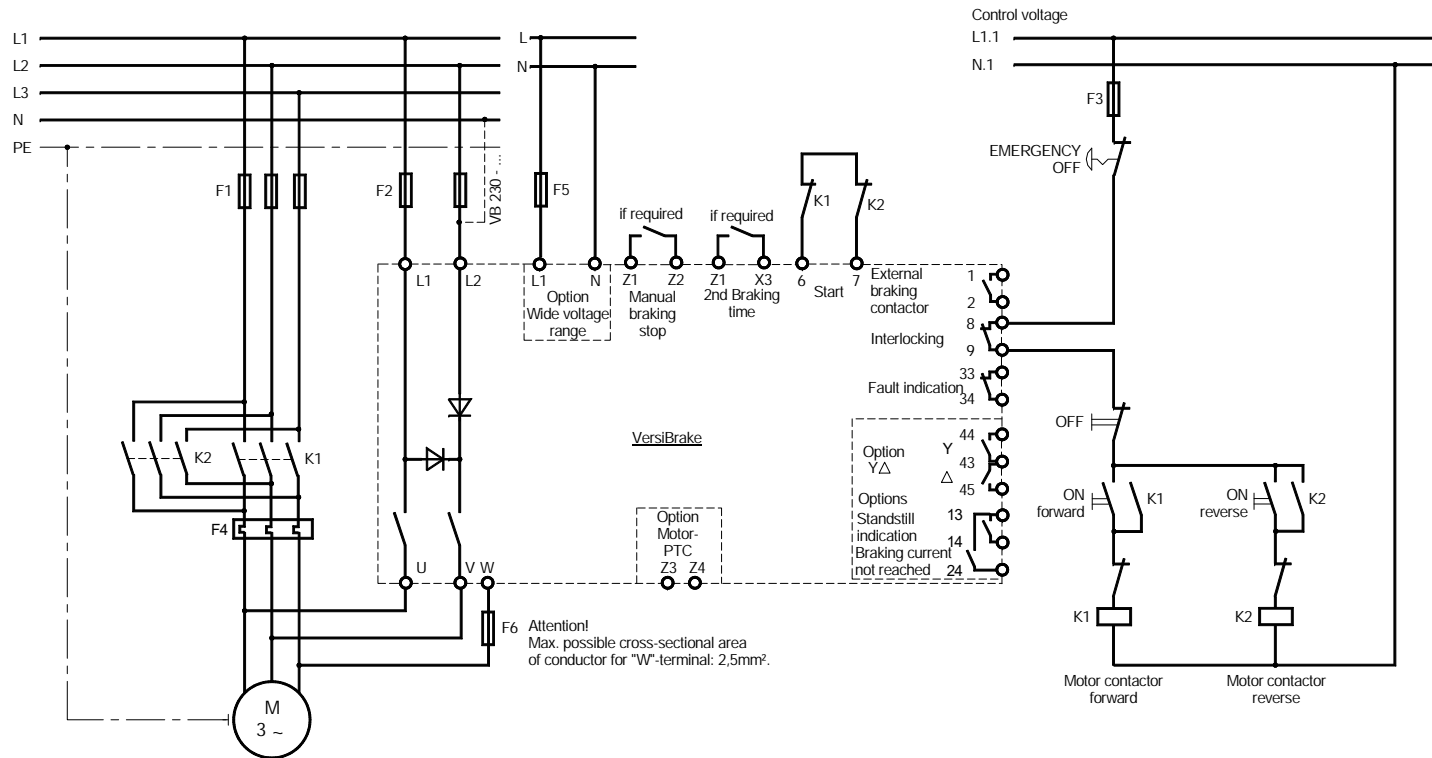 Control voltage
L1
L2
L3
N
PE
L
N
L1.1
N.1
F1
F2
VB 230 - ...
F5
F3
EMERGENCY
OFF
if required
if required
K1
K2
L1
L2
L1
N
Option
Wide voltage
range
Z1
Z2
Manual
braking
stop
Z1
X3
2nd Braking
time
6
7
Start
External
braking
contactor
1
2
8
Interlocking
9
33
Fault indication
34
K2
K1
F4
VersiBrake
Option
YΔ
Y
Δ
44
43
45
Options
Standstill
indication
13
14
Braking current
not reached
24
Option
Motor-
PTC
Z3
Z4
U
V
W
F6
Attention!
Max. possible cross-sectional area
of conductor for "W"-terminal: 2,5mm².
M
3 ~
OFF
ON
forward
K1
ON
reverse
K2
K1
K2
Motor contactor
forward
Motor contactor
reverse